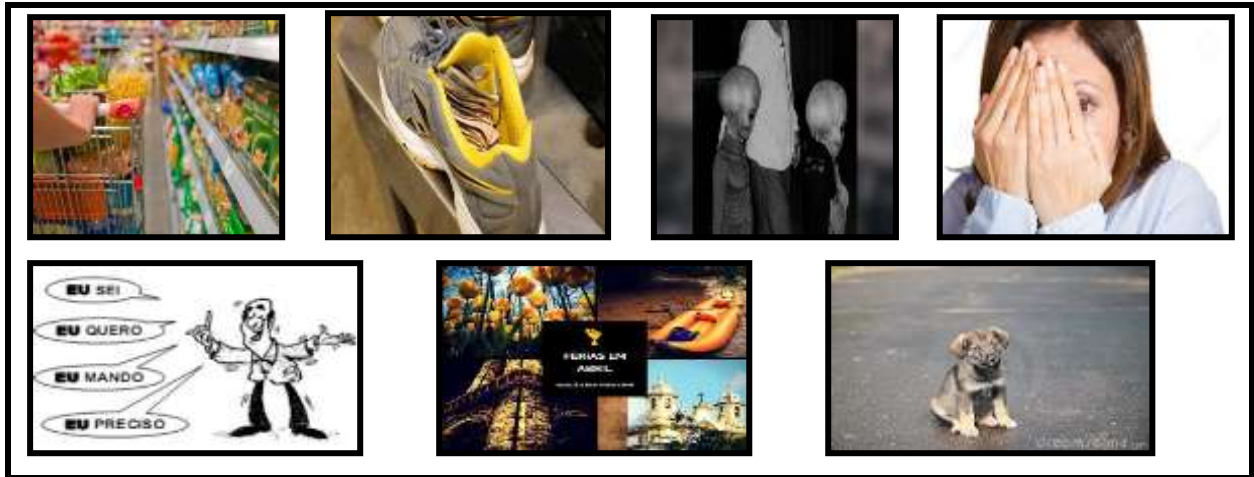 EU SEI
EU QUERO
EU MANDO
EU PRECISO
FÉRIAS EM
ABRIL